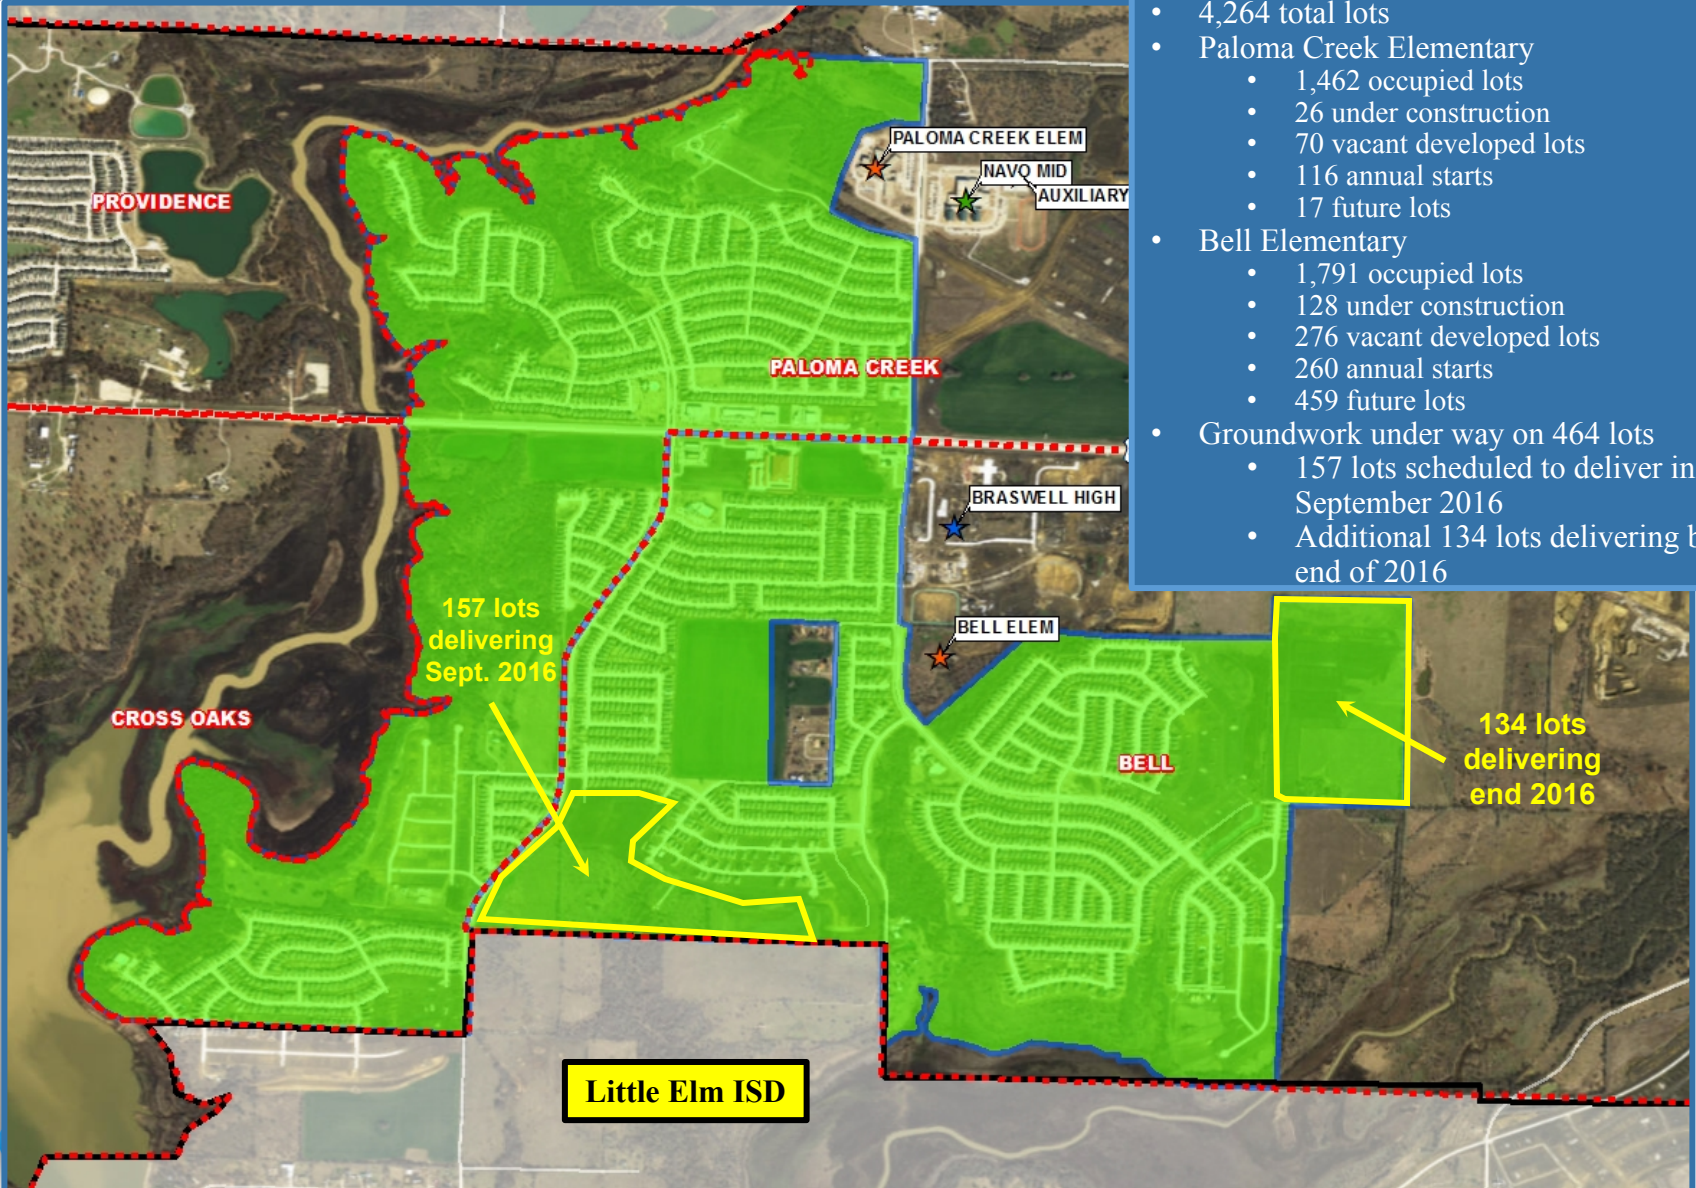 • 4,264 total lots
• Paloma Creek Elementary
• 1,462 occupied lots
• 26 under construction
• 70 vacant developed lots
• 116 annual starts
• 17 future lots
• Bell Elementary
• 1,791 occupied lots
• 128 under construction
• 276 vacant developed lots
• 260 annual starts
• 459 future lots
• Groundwork under way on 464 lots
• 157 lots scheduled to deliver in
September 2016
• Additional 134 lots delivering
end of 2016
PALOMA CREEK ELEM
NAVO MID
AUXILIARY
PROVIDENCE
PALOMA CREEK
BRASWELL HIGH
157 lots
delivering
Sept. 2016
BELL ELEM
CROSS OAKS
BELL
134 lots
delivering
end 2016
Little Elm ISD